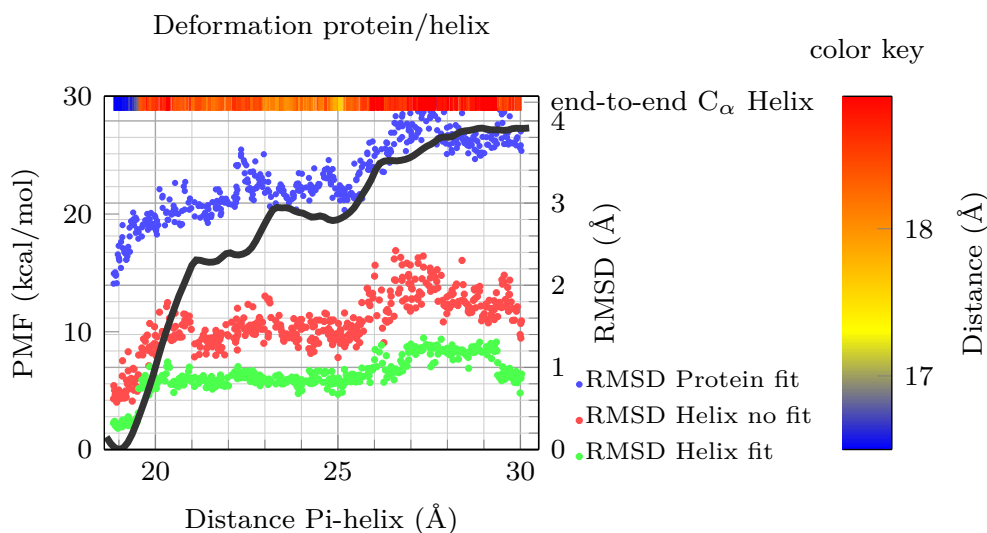 Deformation protein/helix
color key
end-to-end Cα Helix
30
20
10
0
PMF (kcal/mol)
4
3
2
1
0
RMSD (Å)
RMSD Protein fit
RMSD Helix no fit
RMSD Helix fit
20
25
30
Distance Pi-helix (Å)
18
17
Distance (Å)